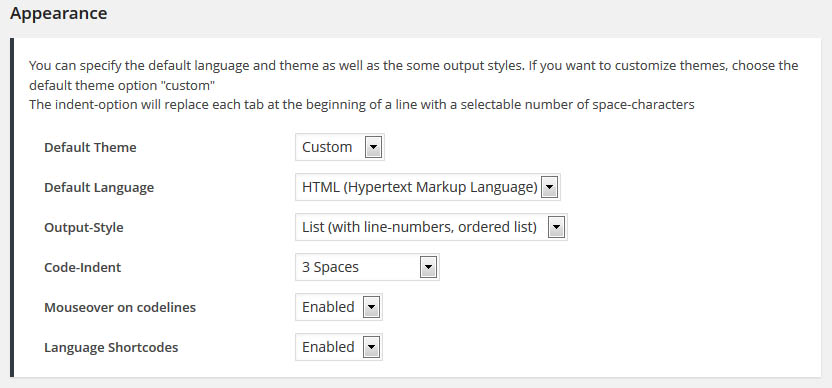 Appearance
You can specify the default language and theme as well as the some output styles. If you want to customize themes, choose the
default theme option "custom"
The indent-option will replace each tab at the beginning of a line with a selectable number of space-characters
Default Theme Custom
Default Language HTML (Hypertext Markup Language)
Output-Style List (with line-numbers, ordered list)
Code-Indent 3 Spaces
Mouseover on codelines Enabled
Language Shortcodes Enabled